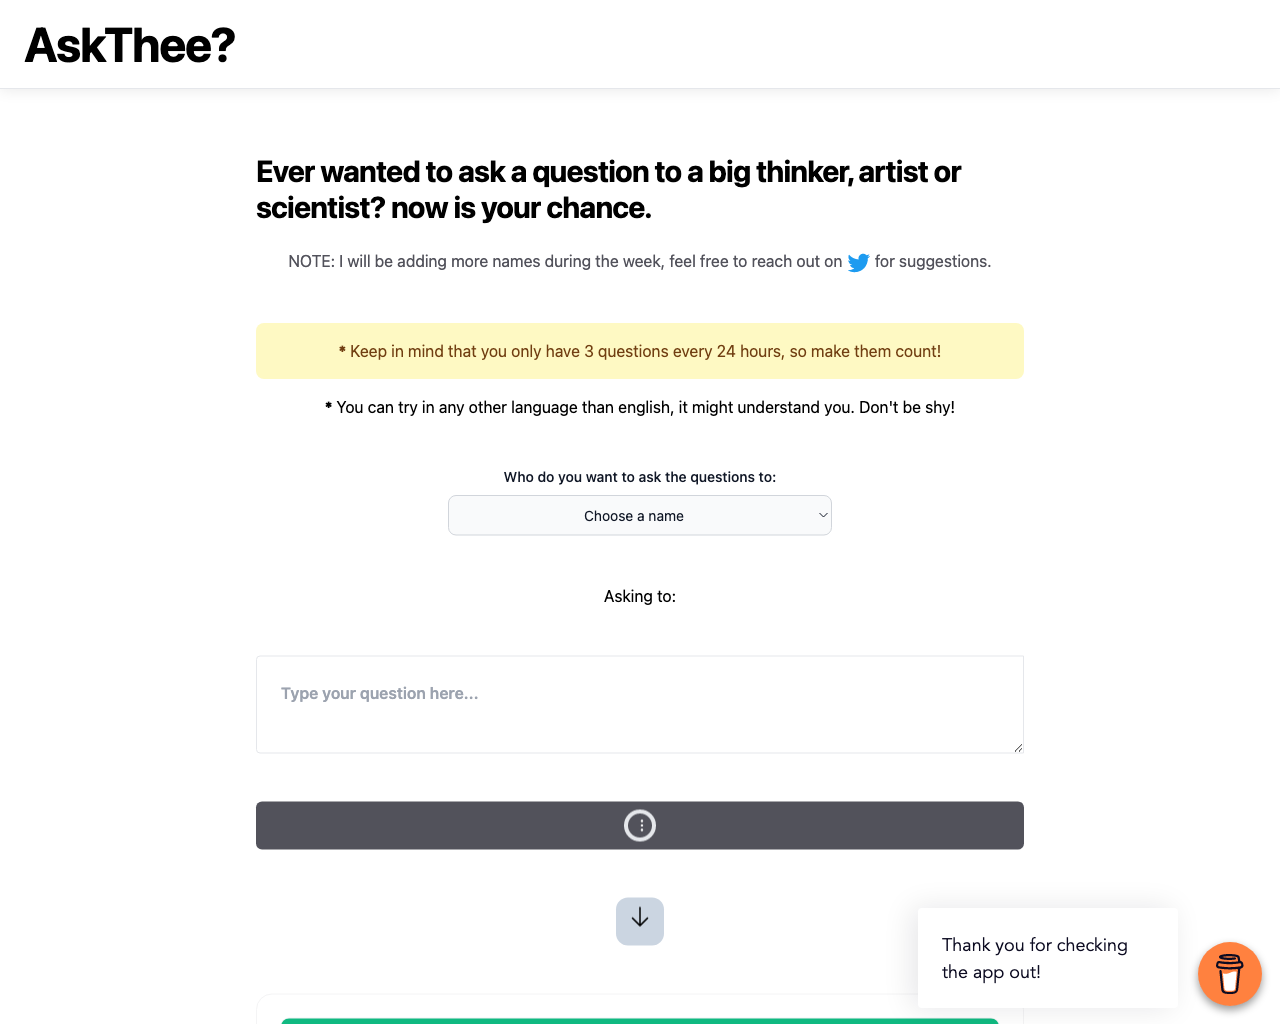 AskThee?
Ever wanted to ask a question to a big thinker, artist or
scientist? now is your chance.
NOTE: I will be adding more names during the week, feel free to reach out on for suggestions.
* Keep in mind that you only have 3 questions every 24 hours, so make them count!
* You can try in any other language than english, it might understand you. Don't be shy!
Who do you want to ask the questions to:
Choose a name
Asking to:
Type your question here...
Thank you for checking
the app out!